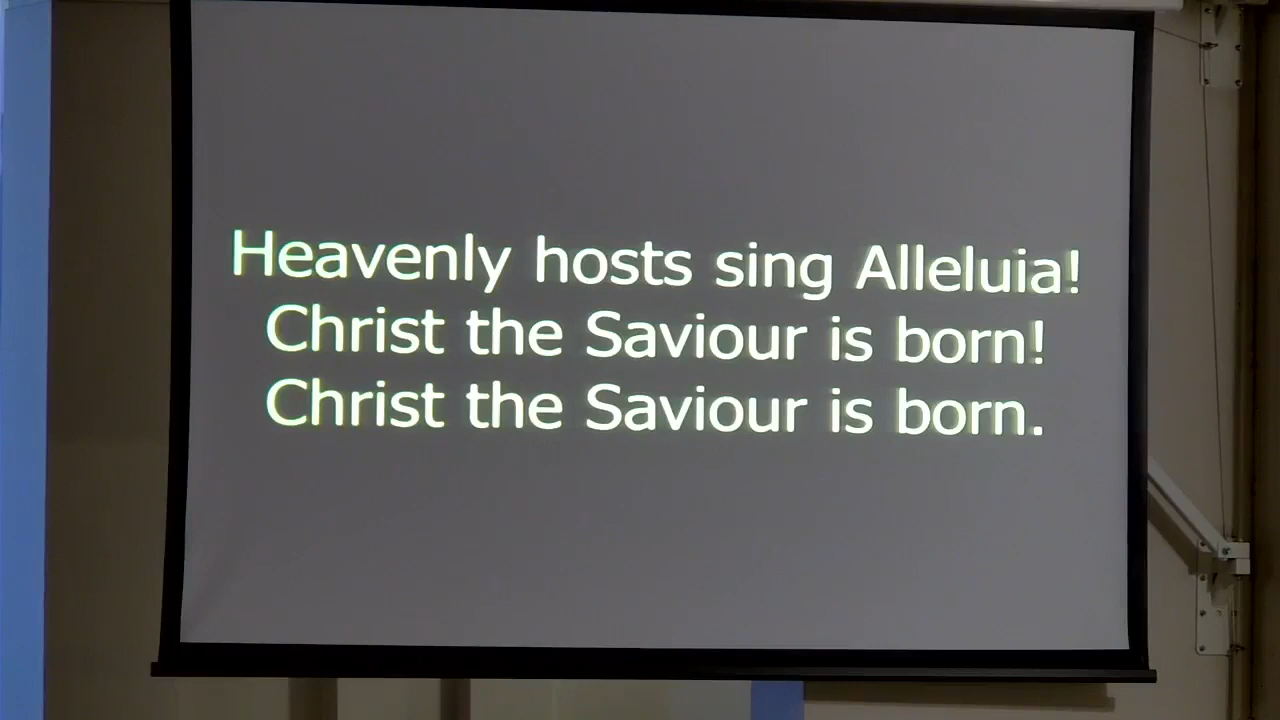 Heavenly hosts sing Alleluia!
Christ the Saviour is born!
Christ the Saviour is born.